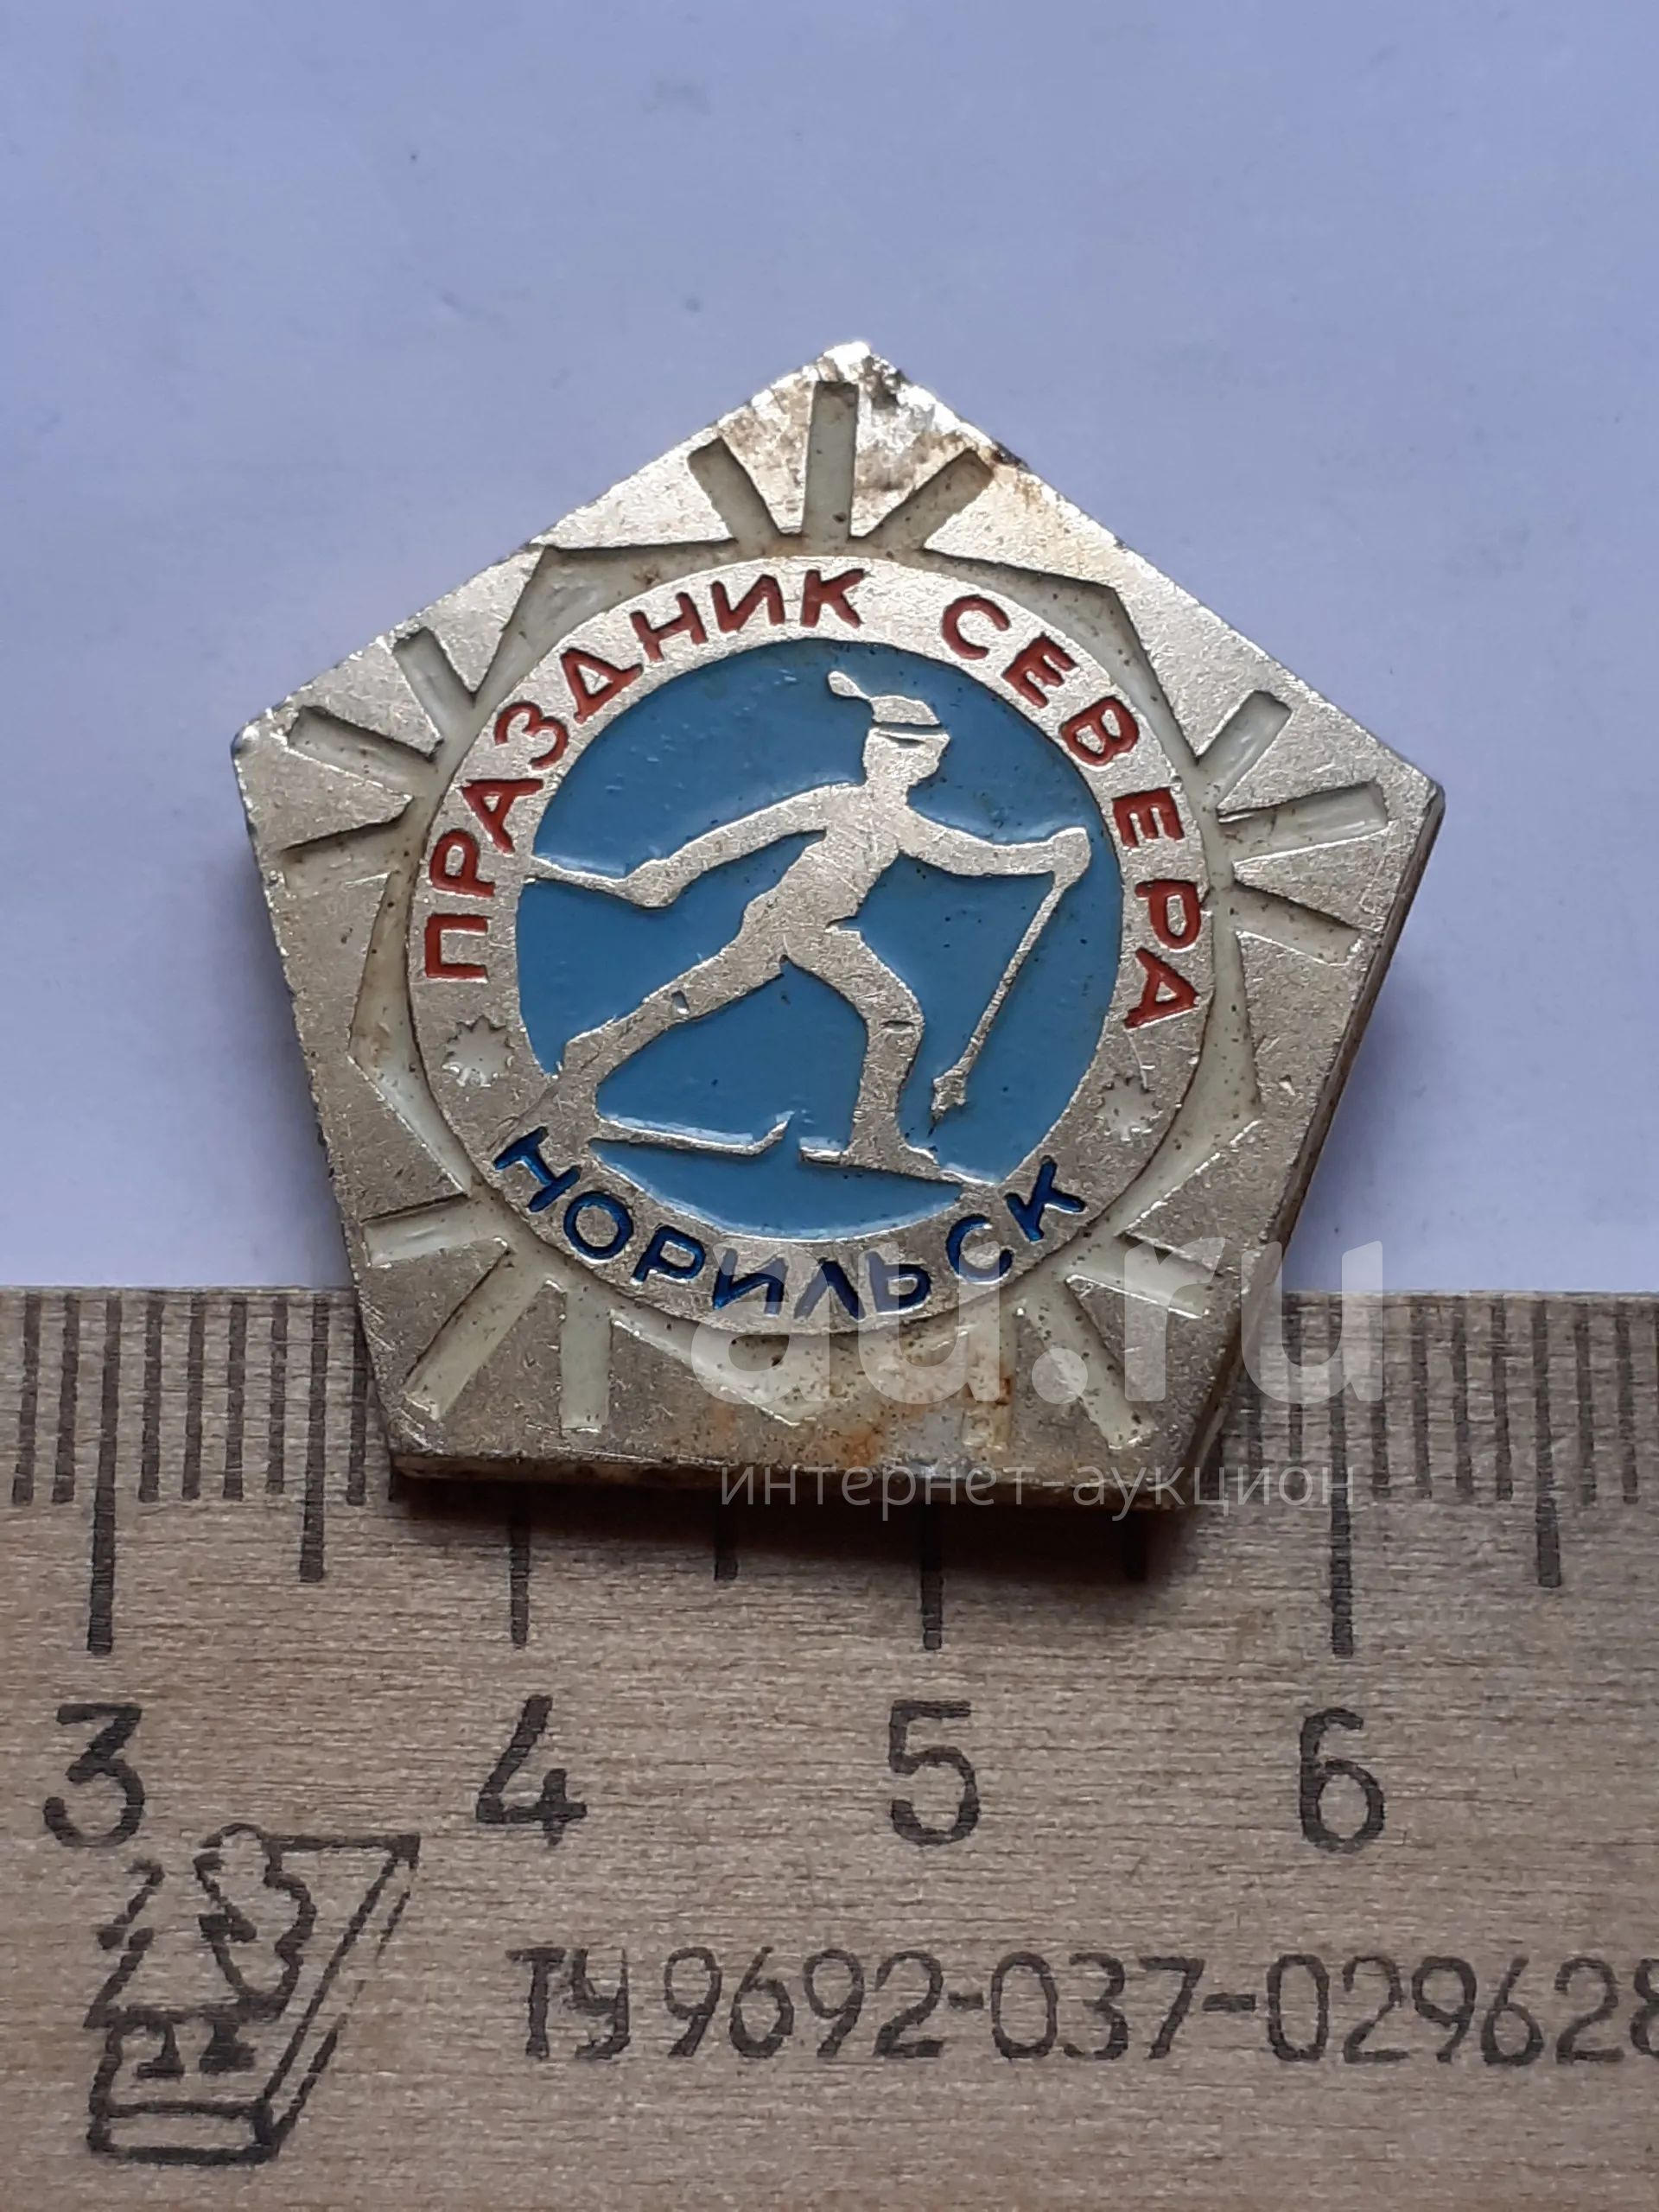 ПРАЗДНИК СЕВЕРА
НОРИЛЬСК
au.ru
интернет-аукцион
3 4 5 6
ТУ 9692-037-029628